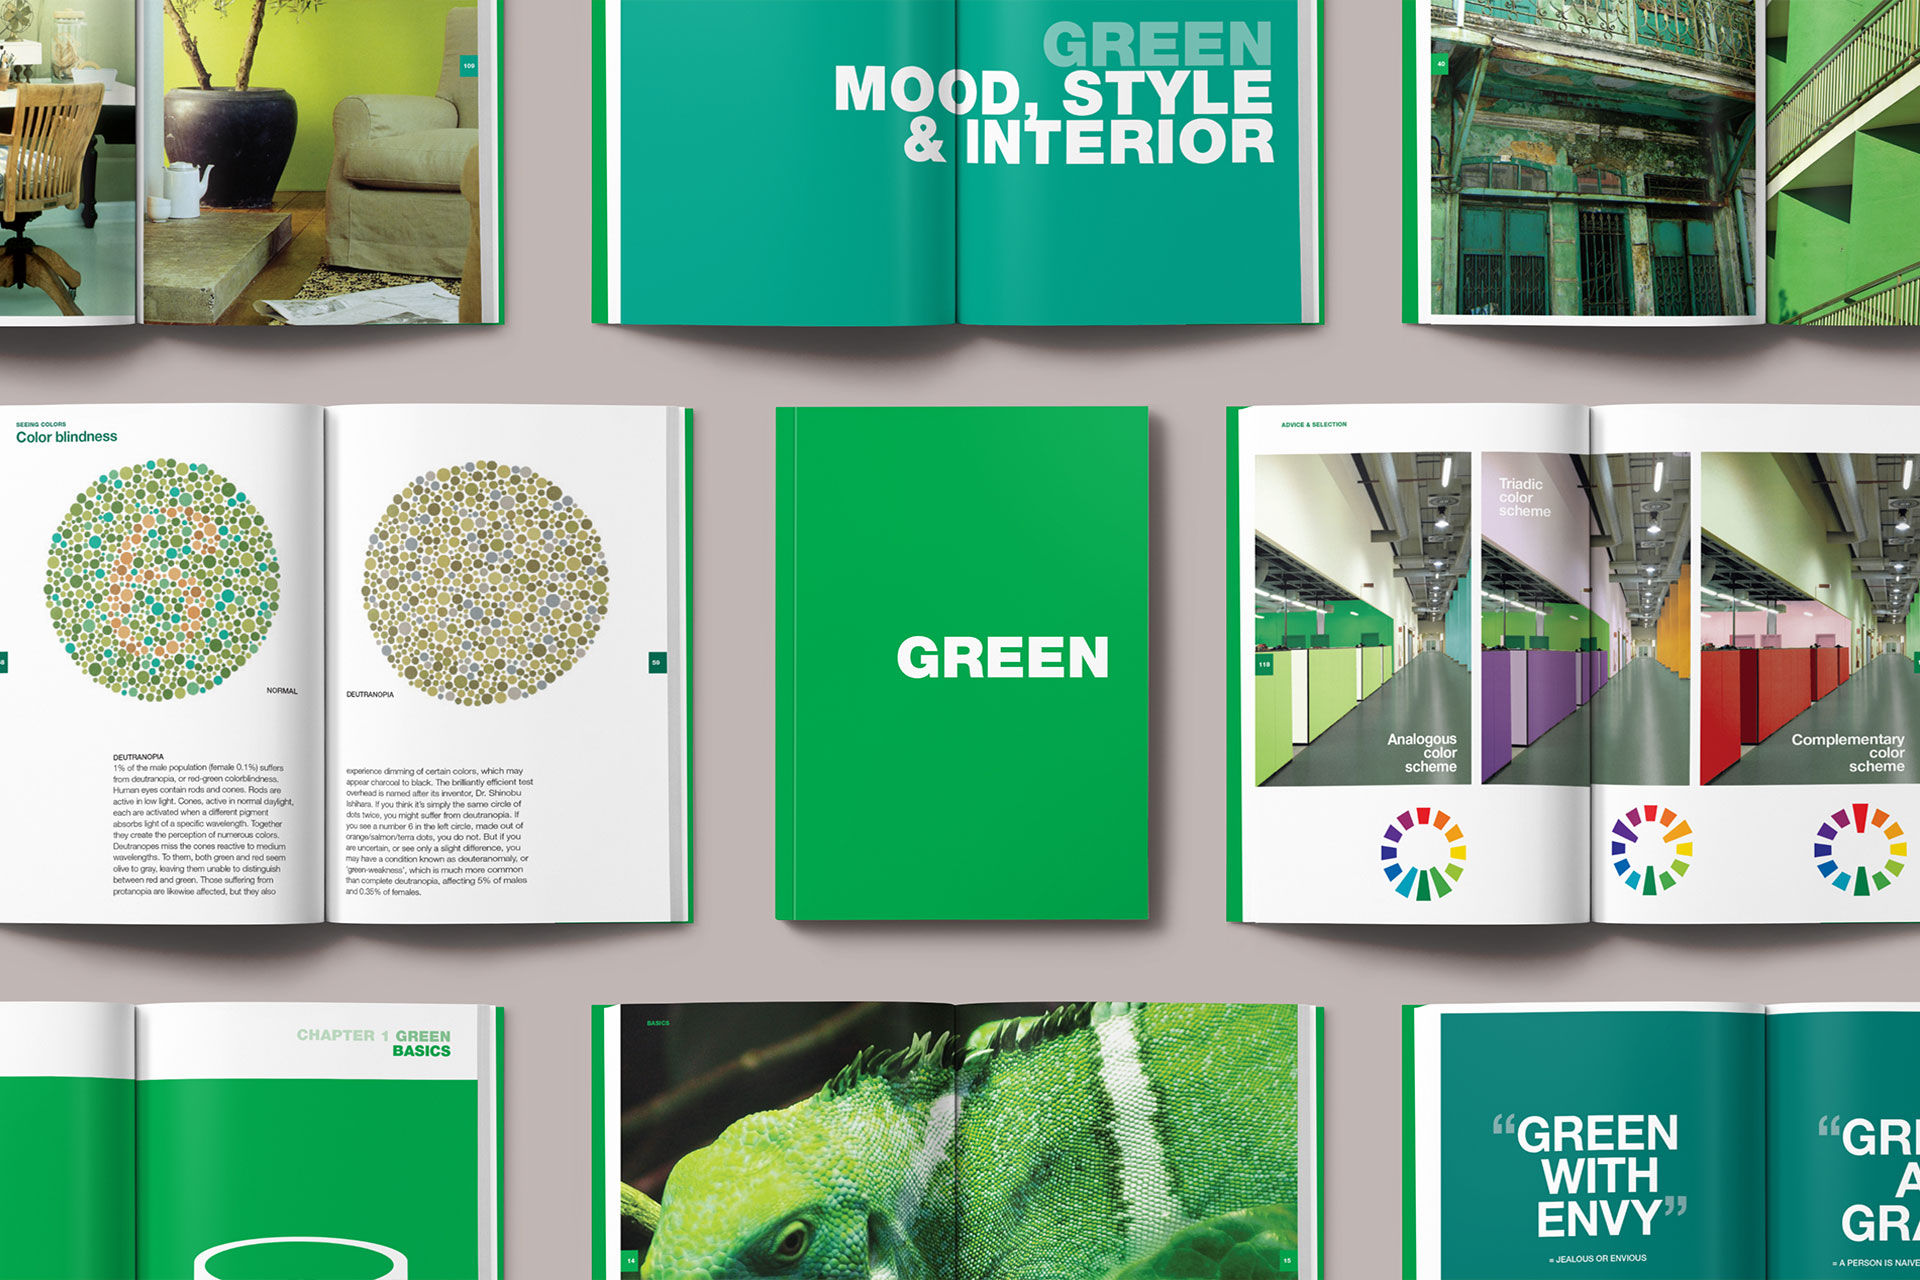 109
GREEN
MOOD, STYLE
& INTERIOR
40
SEEING COLORS
Color blindness
NORMAL
DEUTRANOPIA
1% of the male population (female 0.1%) suffers
from deutranopia, or red-green colorblindness.
Human eyes contain rods and cones. Rods are
active in low light. Cones, active in normal daylight,
each are activated when a different pigment
absorbs light of a specific wavelength. Together
they create the perception of numerous colors.
Deutranopes miss the cones reactive to medium
wavelengths. To them, both green and red seem
olive to gray, leaving them unable to distinguish
between red and green. Those suffering from
protanopia are likewise affected, but they also
59
DEUTRANOPIA
experience dimming of certain colors, which may
appear charcoal to black. The brilliantly efficient test
overhead is named after its inventor, Dr. Shinobu
Ishihara. If you think it's simply the same circle of
dots twice, you might suffer from deutranopia. If
you see a number 6 in the left circle, made out of
orange/salmon/terra dots, you do not. But if you
are uncertain, or see only a slight difference, you
may have a condition known as deuteranomaly, or
'green-weakness', which is much more common
than complete deutranopia, affecting 5% of males
and 0.35% of females.
GREEN
ADVICE & SELECTION
118
Analogous
color
scheme
Triadic
color
scheme
Complementary
color
scheme
CHAPTER 1 GREEN
BASICS
BASICS
14
15
“GREEN
WITH
ENVY”
= JEALOUS OR ENVIOUS
“GRE
A
GRA
= A PERSON IS NAIVE